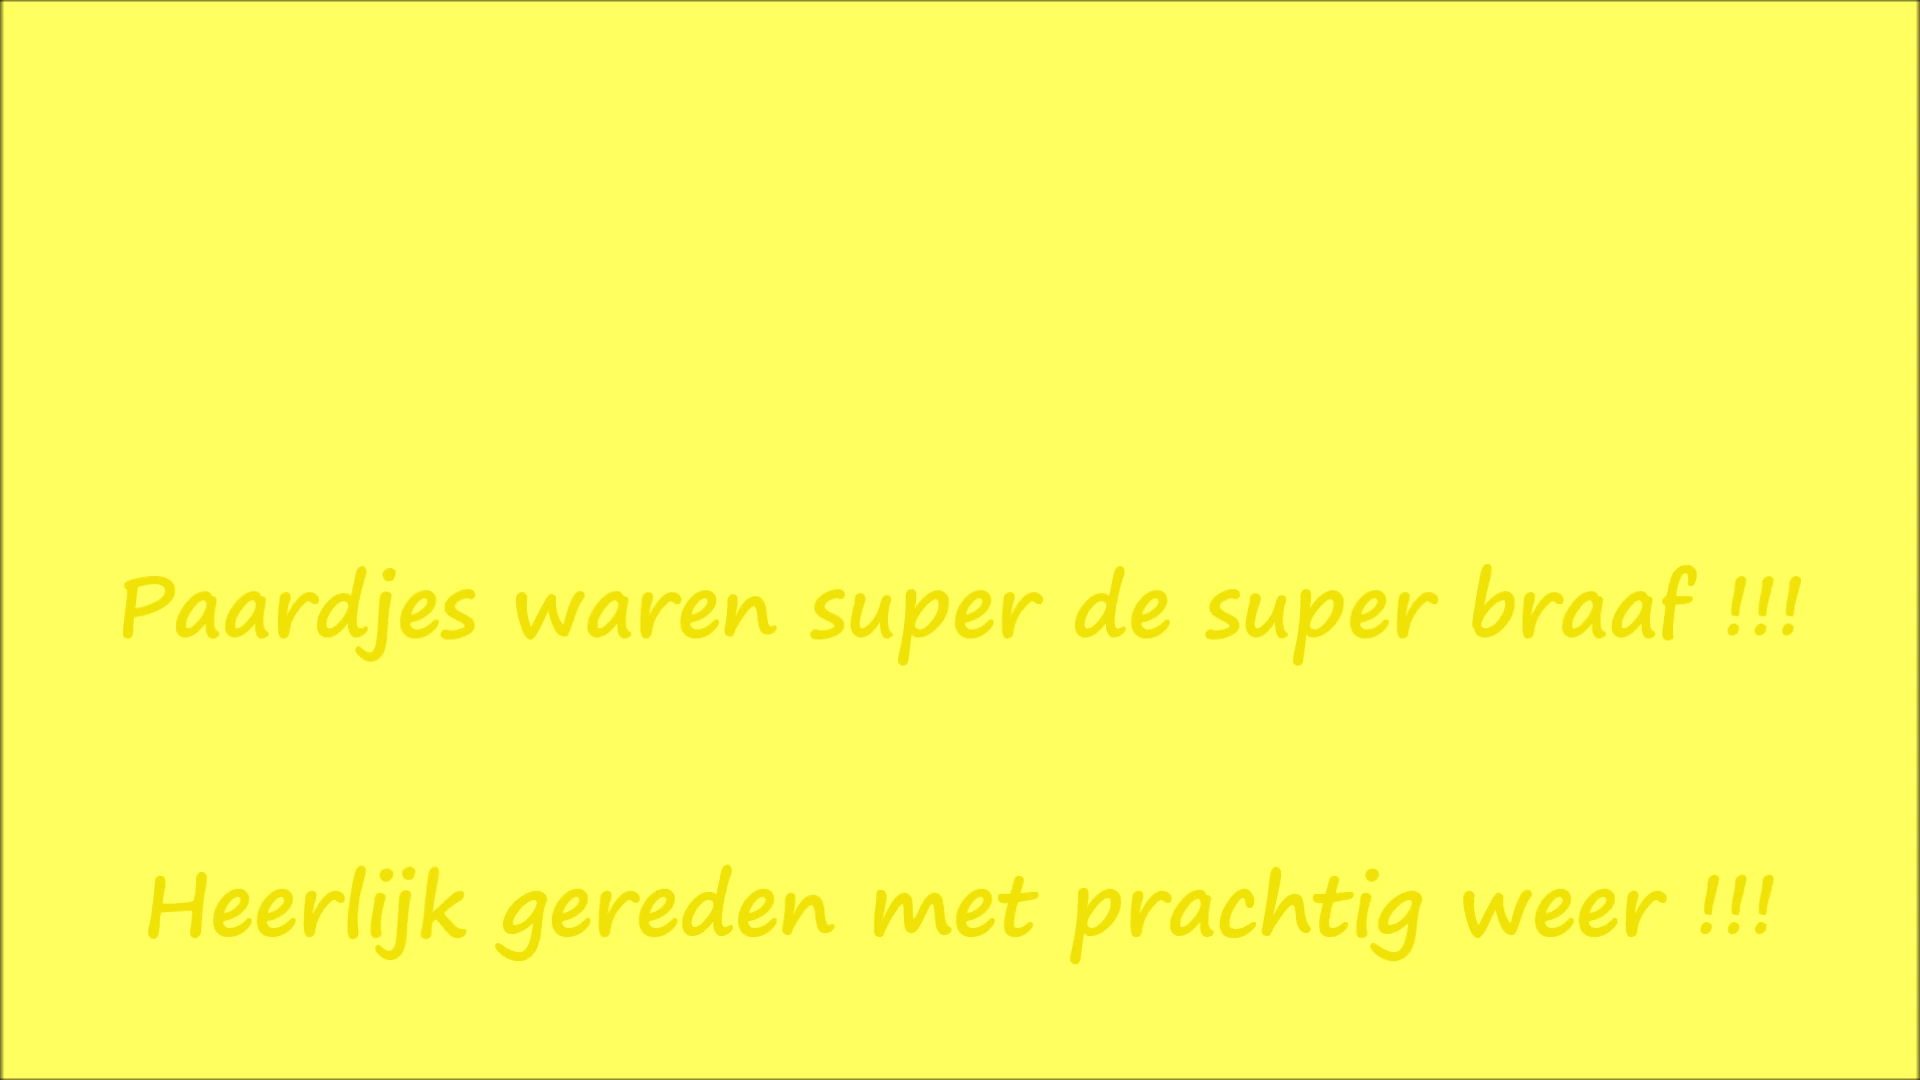 Paardjes waren super de super braaf !!!
Heerlijk gereden met prachtig weer !!!